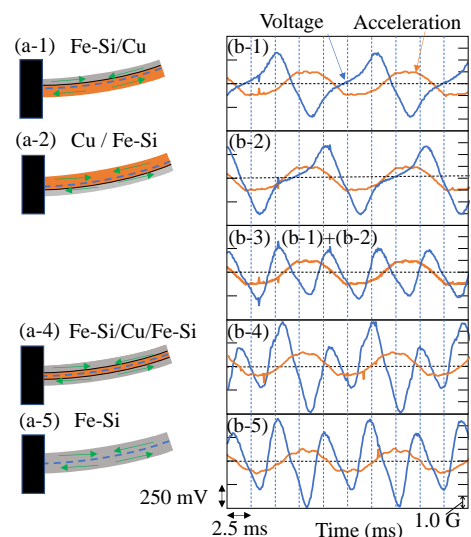 Voltage Acceleration
(a-1) Fe-Si/Cu
(b-1)
(a-2) Cu / Fe-Si
(b-2)
(b-3) (b-1)+(b-2)
(a-4) Fe-Si/Cu/Fe-Si
(b-4)
(a-5) Fe-Si
(b-5)
250 mV
1.0 G
2.5 ms Time (ms)